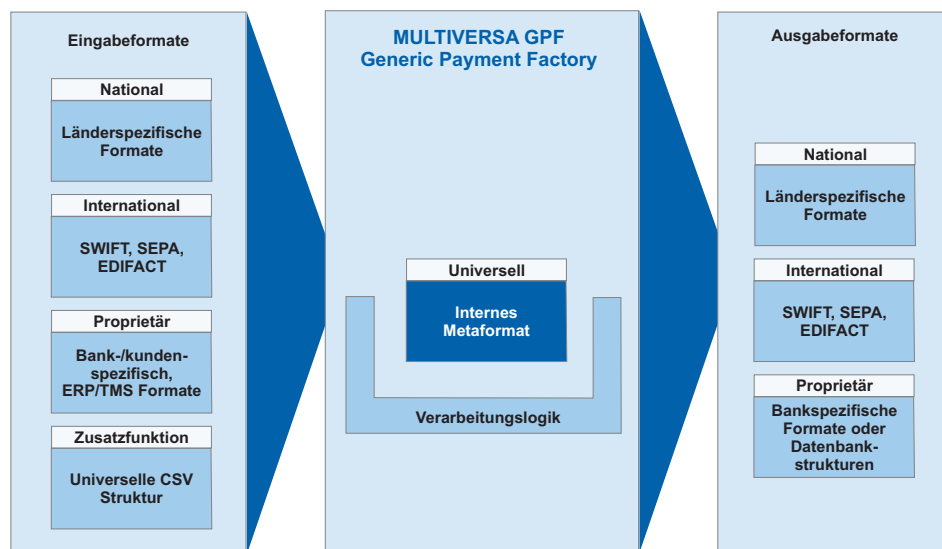 Eingabeformate
National
Länderspezifische
Formate
International
SWIFT, SEPA,
EDIFACT
Proprietär
Bank-/kunden-
spezifisch,
ERP/TMS Formate
Zusatzfunktion
Universelle CSV
Struktur
MULTIVERSA GPF
Generic Payment Factory
Universell
Internes
Metaformat
Verarbeitungslogik
Ausgabeformate
National
Länderspezifische
Formate
International
SWIFT, SEPA,
EDIFACT
Proprietär
Bankspezifische
Formate oder
Datenbank-
strukturen